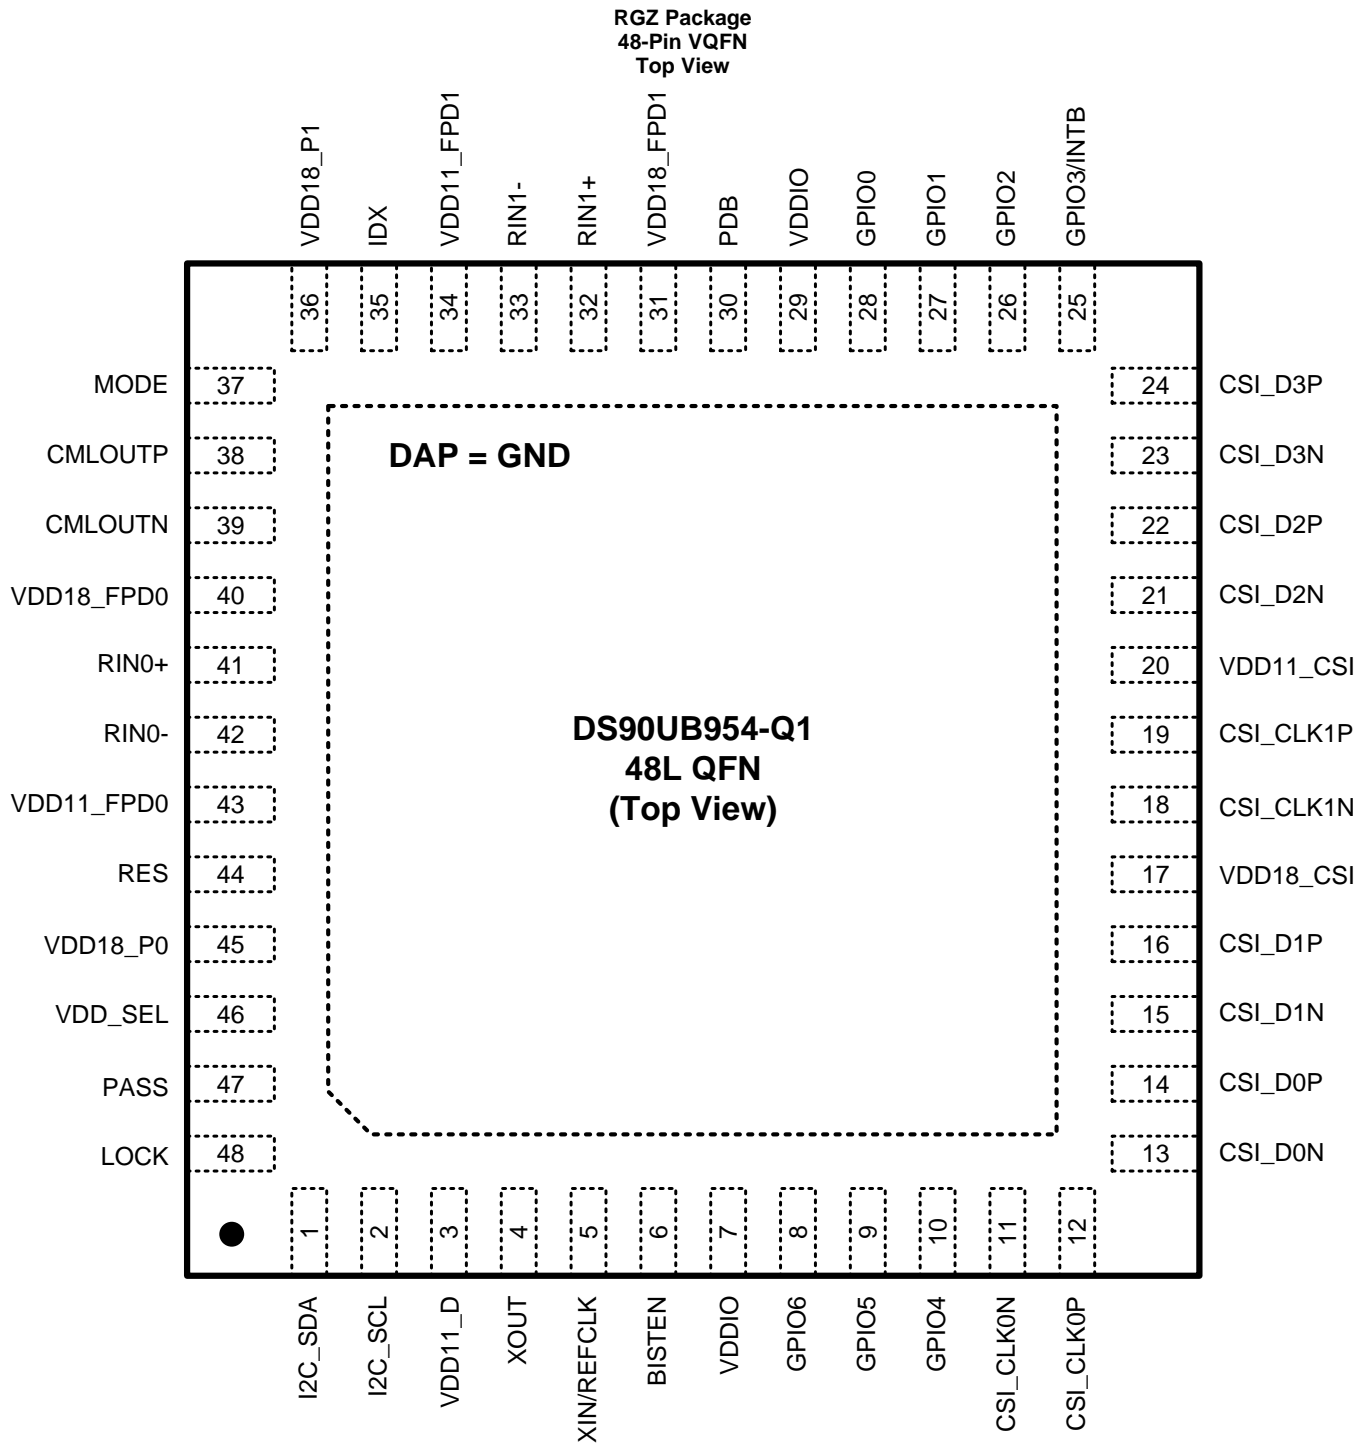 RGZ Package
48-Pin VQFN
Top View
VDD18_P1
IDX
VDD11_FPD1
RIN1-
RIN1+
VDD18_FPD1
PDB
VDDIO
GPIO0
GPIO1
GPIO2
GPIO3/INTB
36
35
34
33
32
31
30
29
28
27
26
25
MODE 37
CMLOUTP 38
CMLOUTN 39
VDD18_FPD0 40
RIN0+ 41
RIN0- 42
VDD11_FPD0 43
RES 44
VDD18_P0 45
VDD_SEL 46
PASS 47
LOCK 48
DAP = GND
DS90UB954-Q1
48L QFN
(Top View)
24 CSI_D3P
23 CSI_D3N
22 CSI_D2P
21 CSI_D2N
20 VDD11_CSI
19 CSI_CLK1P
18 CSI_CLK1N
17 VDD18_CSI
16 CSI_D1P
15 CSI_D1N
14 CSI_D0P
13 CSI_D0N
1
2
3
4
5
6
7
8
9
10
11
12
I2C_SDA
I2C_SCL
VDD11_D
XOUT
XIN/REFCLK
BISTEN
VDDIO
GPIO6
GPIO5
GPIO4
CSI_CLK0N
CSI_CLK0P